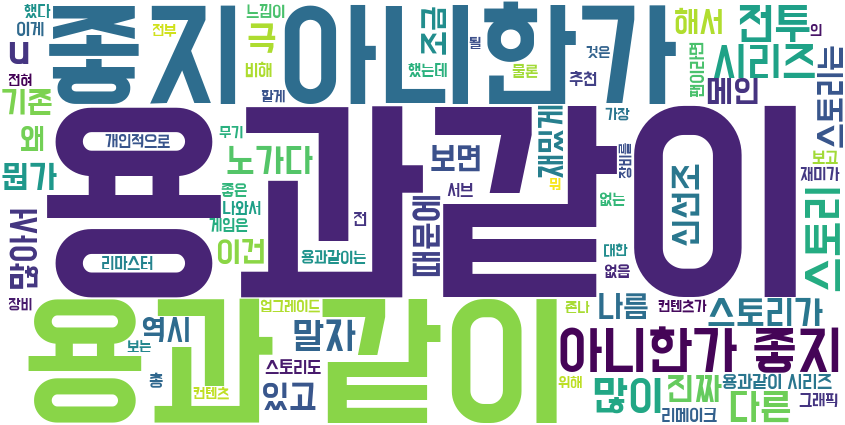 했다
느낌이
이게
전부
극
조금
될
것은
해서
전투
의
좋지 아니한가
u
비해
했는데
물론
추천
팬이라면
시리즈
전혀
할게
메인
퀴리토스
기존
왜
무기
재밌게
가장
용과같이
개인적으로
장비를
뭔가
노가다
보면
보고
재미가
좋은
서브
뭐
없는
신선조
나와서
게임은
전
많아서
이건
용과같이는
때문에
대한
없음
스토리
리마스터
장비
업그레이드
존나
나름
컨텐츠가
스토리가
용과같이
역시
말자
아니한가 좋지
보는
스토리도
총
컨텐츠
있고
위해
많이
진짜
용과같이 시리즈
리메이크
다른
그래픽